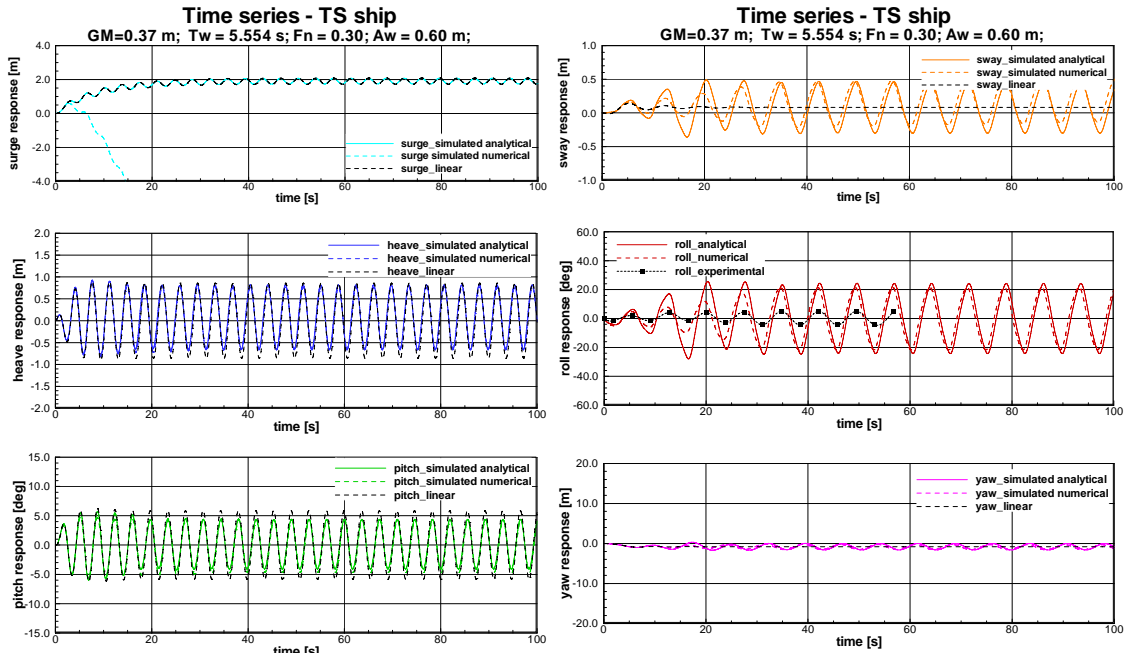 Time series - TS ship
GM=0.37 m; Tw = 5.554 s; Fn = 0.30; Aw = 0.60 m;
surge response [m]
4.0
2.0
0.0
-2.0
-4.0
surge_simulated analytical
surge simulated numerical
surge_linear
0
20
40
60
80
100
time [s]
heave response [m]
2.0
1.5
1.0
0.5
0.0
-0.5
-1.0
-1.5
-2.0
heave_simulated analytical
heave_simulated numerical
heave_linear
0
20
40
60
80
100
time [s]
pitch response [deg]
15.0
10.0
5.0
0.0
-5.0
-10.0
-15.0
pitch_simulated analytical
pitch_simulated numerical
pitch_linear
0
20
40
60
80
100
time [s]
Time series - TS ship
GM=0.37 m; Tw = 5.554 s; Fn = 0.30; Aw = 0.60 m;
sway response [m]
1.0
0.5
0.0
-0.5
[1.0
sway_simulated analytical
sway_simulated numerical
sway_linear
0
20
40
60
80
100
time [s]
roll response [deg]
60.0
40.0
20.0
0.0
-20.0
-40.0
-60.0
roll_analytical
roll_numerical
roll_experimental
0
20
40
60
80
100
time [s]
yaw response [m]
20.0
10.0
0.0
-10.0
-20.0
yaw_simulated analytical
yaw_simulated numerical
yaw_linear
0
20
40
60
80
100
time [s]